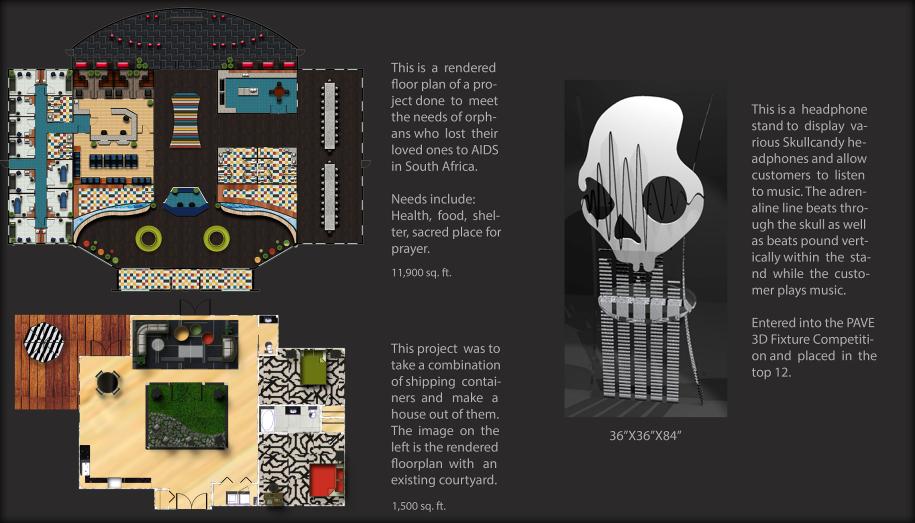 This is a rendered
floor plan of a pro-
ject done to meet
the needs of orph-
ans who lost their
loved ones to AIDS
in South Africa.
Needs include:
Health, food, shel-
ter, sacred place for
prayer.
11,900 sq. ft.
This project was to
take a combination
of shipping contai-
ners and make a
house out of them.
The image on the
left is the rendered
floorplan with an
existing courtyard.
1,500 sq. ft.
36"X36"X84"
This is a headphone
stand to display va-
rious Skullcandy he-
adphones and allow
customers to listen
to music. The adren-
aline line beats thro-
ugh the skull as well
as beats pound vert-
ically within the sta-
nd while the custo-
mer plays music.
Entered into the PAVE
3D Fixture Competiti-
on and placed in the
top 12.